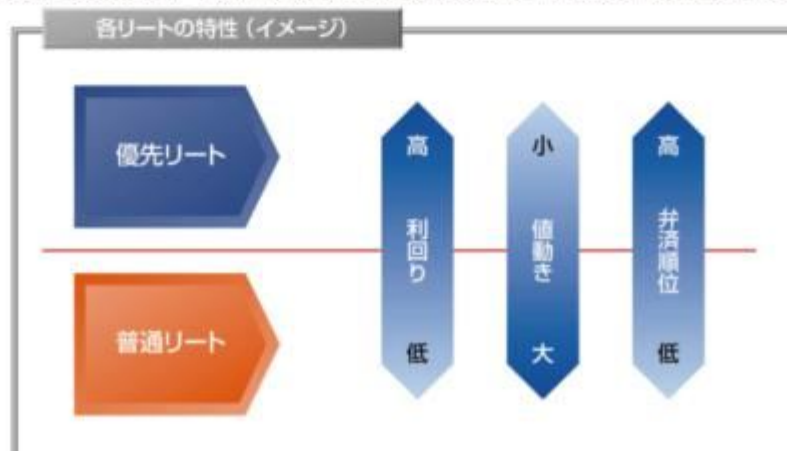 各リートの特性（イメージ）
優先リート
普通リート
高
利回り
低
小
値動き
大
高
弁済順位
低